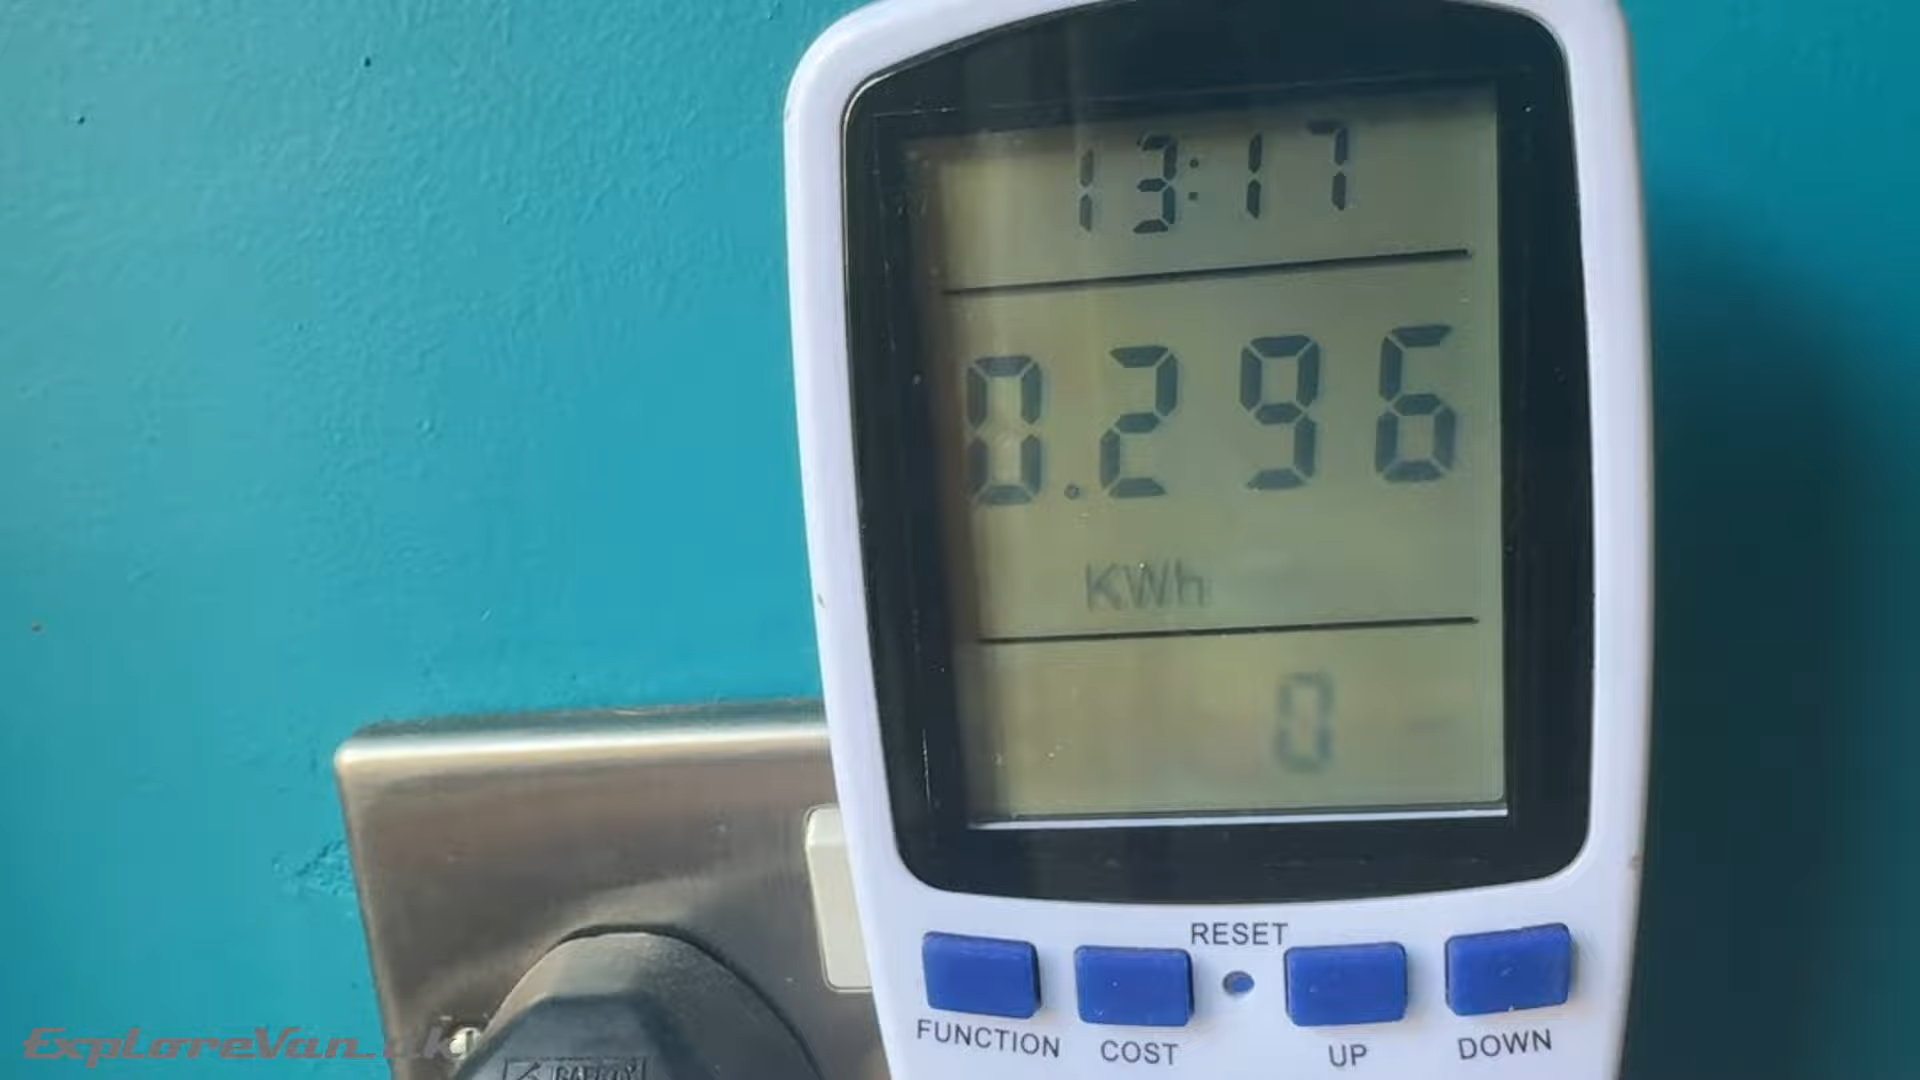 13:17
0.296
KWh
0
RESET
FUNCTION
COST
UP
DOWN
ExploreVan.uk